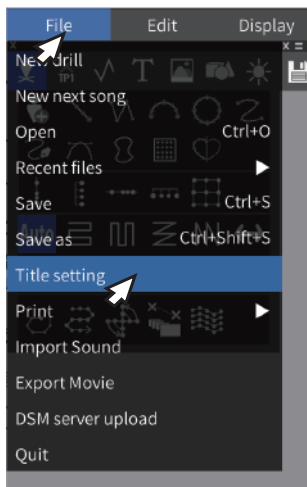 File Edit Display
New drill
New next song
Open Ctrl+O
Recent files
Save Ctrl+S
Save as Ctrl+Shift+S
Title setting
Print
Import Sound
Export Movie
DSM server upload
Quit